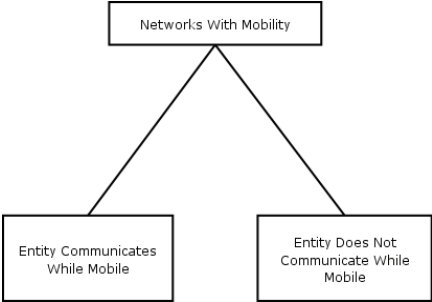 Networks With Mobility
Entity Communicates
While Mobile
Entity Does Not
Communicate While
Mobile